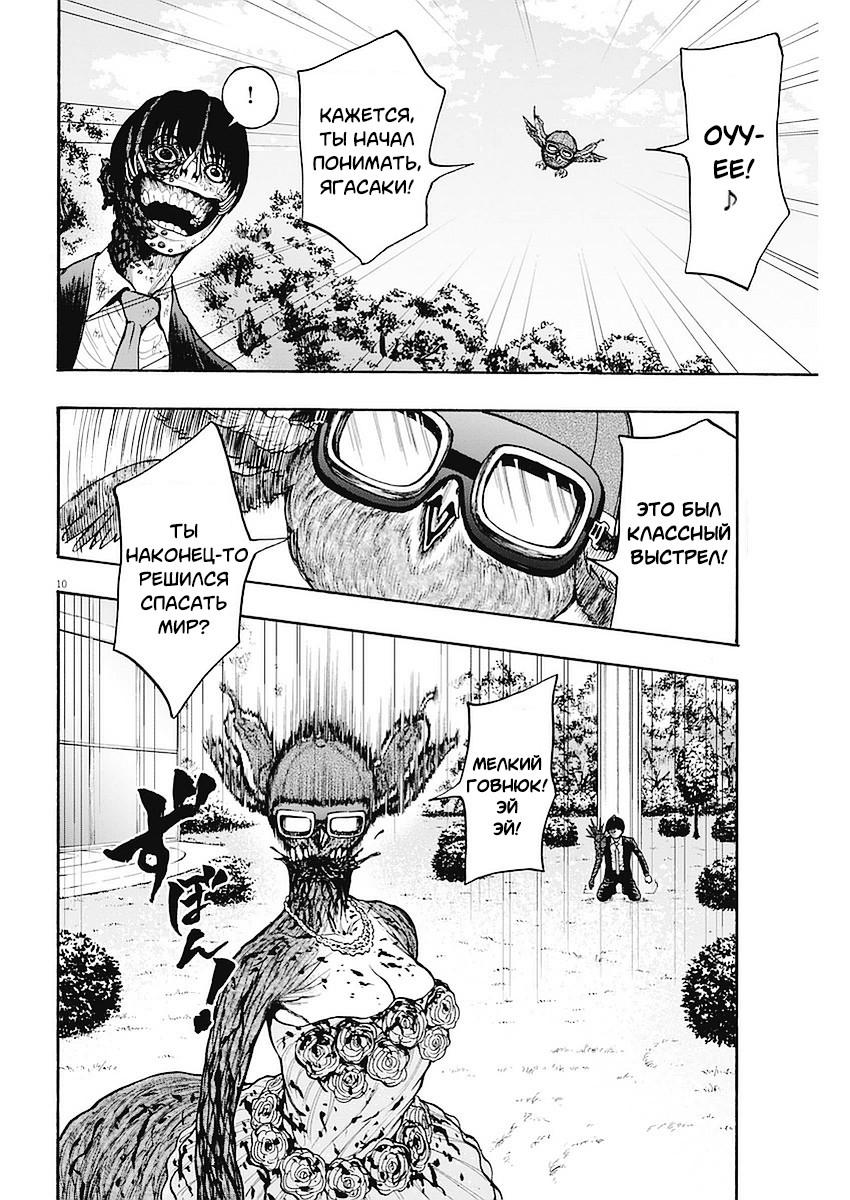 ОУУ-
ЕЕ!
♪
КАЖЕТСЯ,
ТЫ НАЧАЛ
ПОНИМАТЬ,
ЯГАСАКИ!
!
ЭТО БЫЛ
КЛАССНЫЙ
ВЫСТРЕЛ!
ТЫ
НАКОНЕЦ-ТО
РЕШИЛСЯ
СПАСАТЬ
МИР?
10
МЕЛКИЙ
ГОВНЮК!
ЭЙ
ЭЙ!
ずぼん!